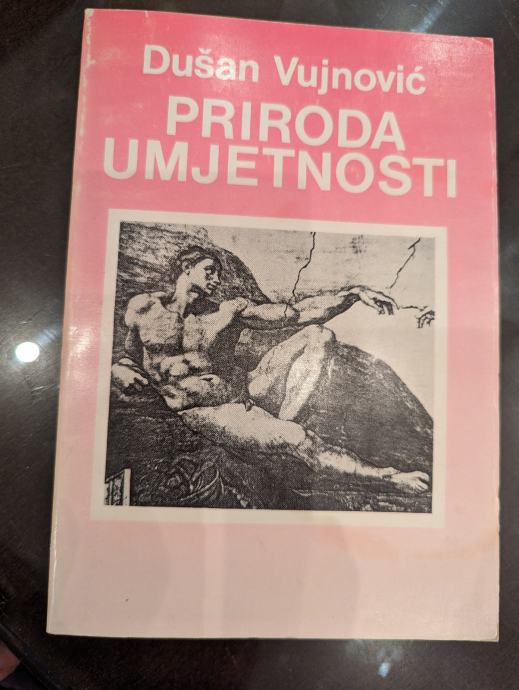 Dušan Vujnović
PRIRODA
UMJETNOSTI